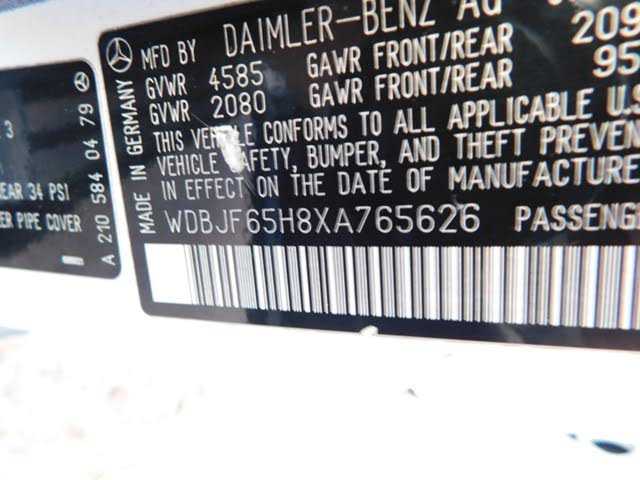 3
EAR 34 PSI
ER PIPE COVER
A 210 584 04 79
MADE IN GERMANY
MFD BY DAIMLER-BENZ AG
GVWR 4585 GAWR FRONT/REAR 209
GVWR 2080 GAWR FRONT/REAR 95
THIS VEHICLE CONFORMS TO ALL APPLICABLE U.S
VEHICLE SAFETY, BUMPER, AND THEFT PREVEN
EFFECT ON THE DATE OF MANUFACTURE
WDBJF65H8XA765626 PASSENG